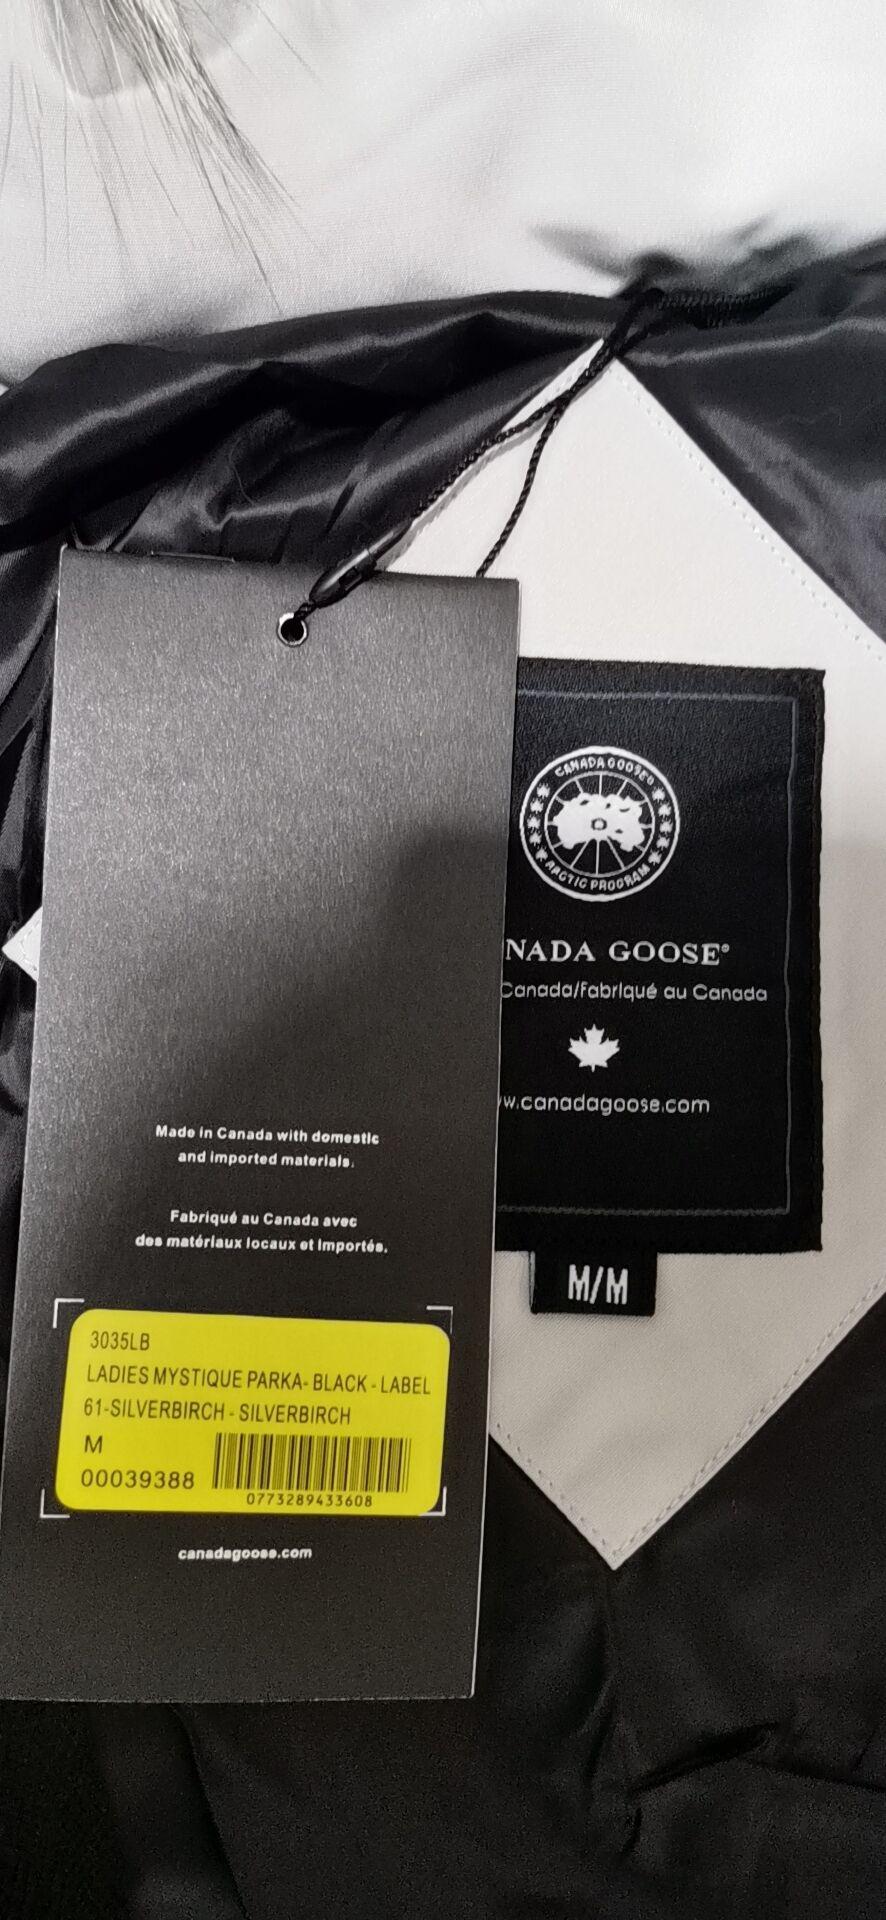 CANADA GOOSE®
ARCTIC PROGRAM
NADA GOOSE®
Canada/Fabriqué au Canada
w.canadagoose.com
M/M
Made in Canada with domestic
and imported materials.
Fabriqué au Canada avec
des matériaux locaux et importés.
3035LB
LADIES MYSTIQUE PARKA- BLACK - LABEL
61-SILVERBIRCH - SILVERBIRCH
M
00039388
0773289433608
canadagoose.com